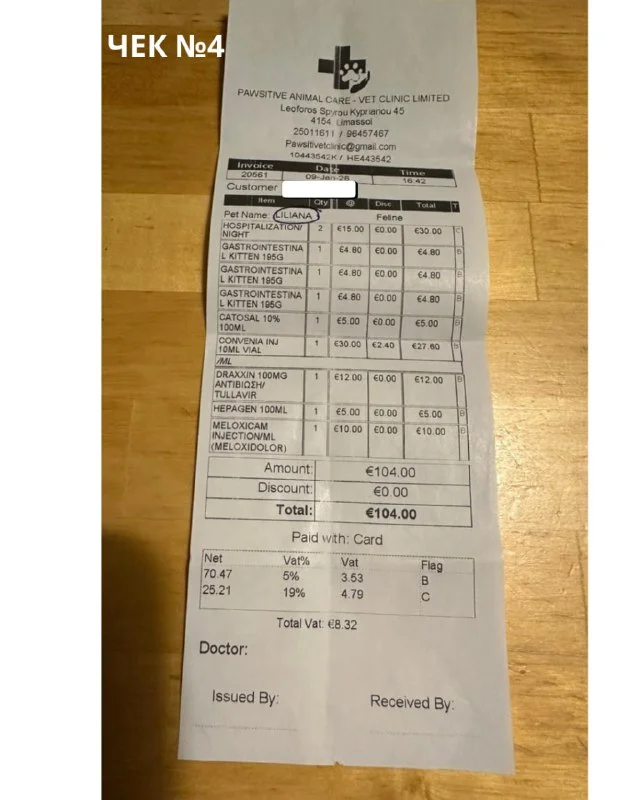 ЧЕК №4
PAWSITIVE ANIMAL CARE - VET CLINIC LIMITED
Leoforos Spyrou Kyprianou 45
4154 Limassol
25011611 / 96457467
Pawsitivetclinic@gmail.com
10443542K / HE443542
Invoice Date Time
20561 09-Jan-26 16:42
Customer
Item Qty @ Disc Total T
Pet Name: LILIANA Feline
HOSPITALIZATION/ 2 €15.00 €0.00 €30.00 C
NIGHT
GASTROINTESTINA 1 €4.80 €0.00 €4.80 B
L KITTEN 195G
GASTROINTESTINA 1 €4.80 €0.00 €4.80 B
L KITTEN 195G
GASTROINTESTINA 1 €4.80 €0.00 €4.80 B
L KITTEN 195G
CATOSAL 10% 1 €5.00 €0.00 €5.00 B
100ML
CONVENIA INJ 1 €30.00 €2.40 €27.60 B
10ML VIAL
/ML
DRAXXIN 100MG 1 €12.00 €0.00 €12.00 B
ΑΝΤΙΒΙΩΣΗ/
TULLAVIR
HEPAGEN 100ML 1 €5.00 €0.00 €5.00 B
MELOXICAM 1 €10.00 €0.00 €10.00 B
INJECTION/ML
(MELOXIDOLOR)
Amount: €104.00
Discount: €0.00
Total: €104.00
Paid with: Card
Net Vat% Vat Flag
70.47 5% 3.53 B
25.21 19% 4.79 C
Total Vat: €8.32
Doctor:
Issued By: Received By: